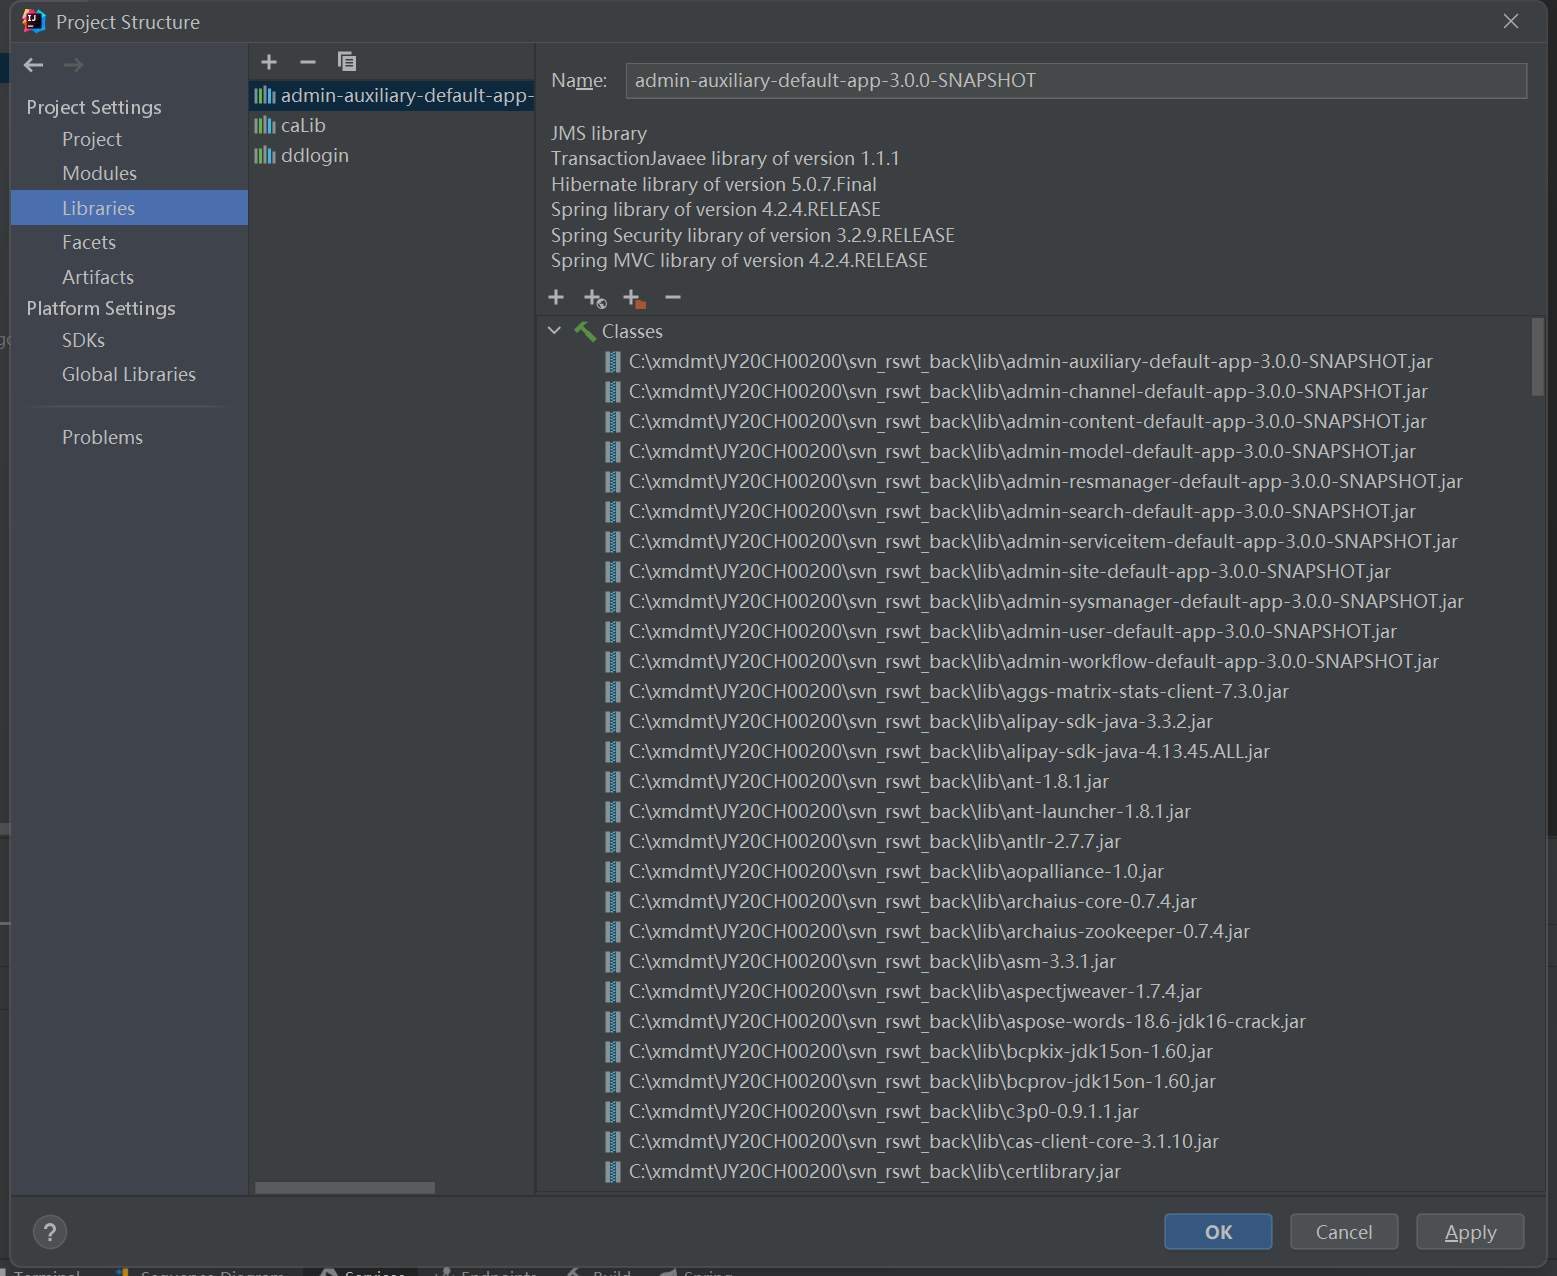 Project Structure
Project Settings
Project
Modules
Libraries
Facets
Artifacts
Platform Settings
SDKs
Global Libraries
Problems
admin-auxiliary-default-app-
caLib
ddlogin
Name: admin-auxiliary-default-app-3.0.0-SNAPSHOT
JMS library
TransactionJavaee library of version 1.1.1
Hibernate library of version 5.0.7.Final
Spring library of version 4.2.4.RELEASE
Spring Security library of version 3.2.9.RELEASE
Spring MVC library of version 4.2.4.RELEASE
Classes
C:\xmdmt\JY20CH00200\svn_rswt_back\lib\admin-auxiliary-default-app-3.0.0-SNAPSHOT.jar
C:\xmdmt\JY20CH00200\svn_rswt_back\lib\admin-channel-default-app-3.0.0-SNAPSHOT.jar
C:\xmdmt\JY20CH00200\svn_rswt_back\lib\admin-content-default-app-3.0.0-SNAPSHOT.jar
C:\xmdmt\JY20CH00200\svn_rswt_back\lib\admin-model-default-app-3.0.0-SNAPSHOT.jar
C:\xmdmt\JY20CH00200\svn_rswt_back\lib\admin-resmanager-default-app-3.0.0-SNAPSHOT.jar
C:\xmdmt\JY20CH00200\svn_rswt_back\lib\admin-search-default-app-3.0.0-SNAPSHOT.jar
C:\xmdmt\JY20CH00200\svn_rswt_back\lib\admin-serviceitem-default-app-3.0.0-SNAPSHOT.jar
C:\xmdmt\JY20CH00200\svn_rswt_back\lib\admin-site-default-app-3.0.0-SNAPSHOT.jar
C:\xmdmt\JY20CH00200\svn_rswt_back\lib\admin-sysmanager-default-app-3.0.0-SNAPSHOT.jar
C:\xmdmt\JY20CH00200\svn_rswt_back\lib\admin-user-default-app-3.0.0-SNAPSHOT.jar
C:\xmdmt\JY20CH00200\svn_rswt_back\lib\admin-workflow-default-app-3.0.0-SNAPSHOT.jar
C:\xmdmt\JY20CH00200\svn_rswt_back\lib\aggs-matrix-stats-client-7.3.0.jar
C:\xmdmt\JY20CH00200\svn_rswt_back\lib\alipay-sdk-java-3.3.2.jar
C:\xmdmt\JY20CH00200\svn_rswt_back\lib\alipay-sdk-java-4.13.45.ALL.jar
C:\xmdmt\JY20CH00200\svn_rswt_back\lib\ant-1.8.1.jar
C:\xmdmt\JY20CH00200\svn_rswt_back\lib\ant-launcher-1.8.1.jar
C:\xmdmt\JY20CH00200\svn_rswt_back\lib\antlr-2.7.7.jar
C:\xmdmt\JY20CH00200\svn_rswt_back\lib\aopalliance-1.0.jar
C:\xmdmt\JY20CH00200\svn_rswt_back\lib\archaius-core-0.7.4.jar
C:\xmdmt\JY20CH00200\svn_rswt_back\lib\archaius-zookeeper-0.7.4.jar
C:\xmdmt\JY20CH00200\svn_rswt_back\lib\asm-3.3.1.jar
C:\xmdmt\JY20CH00200\svn_rswt_back\lib\aspectjweaver-1.7.4.jar
C:\xmdmt\JY20CH00200\svn_rswt_back\lib\aspose-words-18.6-jdk16-crack.jar
C:\xmdmt\JY20CH00200\svn_rswt_back\lib\bcpkix-jdk15on-1.60.jar
C:\xmdmt\JY20CH00200\svn_rswt_back\lib\bcprov-jdk15on-1.60.jar
C:\xmdmt\JY20CH00200\svn_rswt_back\lib\c3p0-0.9.1.1.jar
C:\xmdmt\JY20CH00200\svn_rswt_back\lib\cas-client-core-3.1.10.jar
C:\xmdmt\JY20CH00200\svn_rswt_back\lib\certlibrary.jar
? OK Cancel Apply
Terminal Sequence Diagram Services Endpoints Build Spring